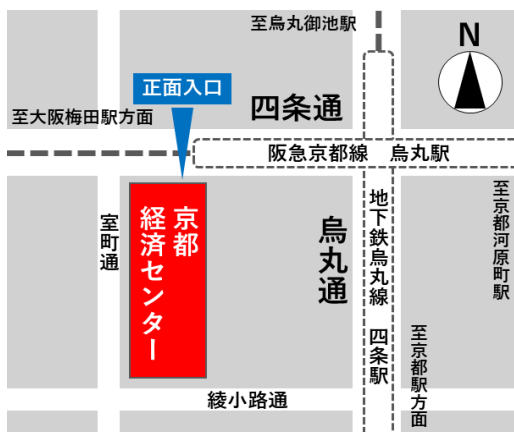 至烏丸御池駅
N
正面入口
四条通
至大阪梅田駅方面
阪急京都線 烏丸駅
室町通
京都
経済センター
烏丸通
地下鉄烏丸線 四条駅
至京都河原町駅
至京都駅方面
綾小路通